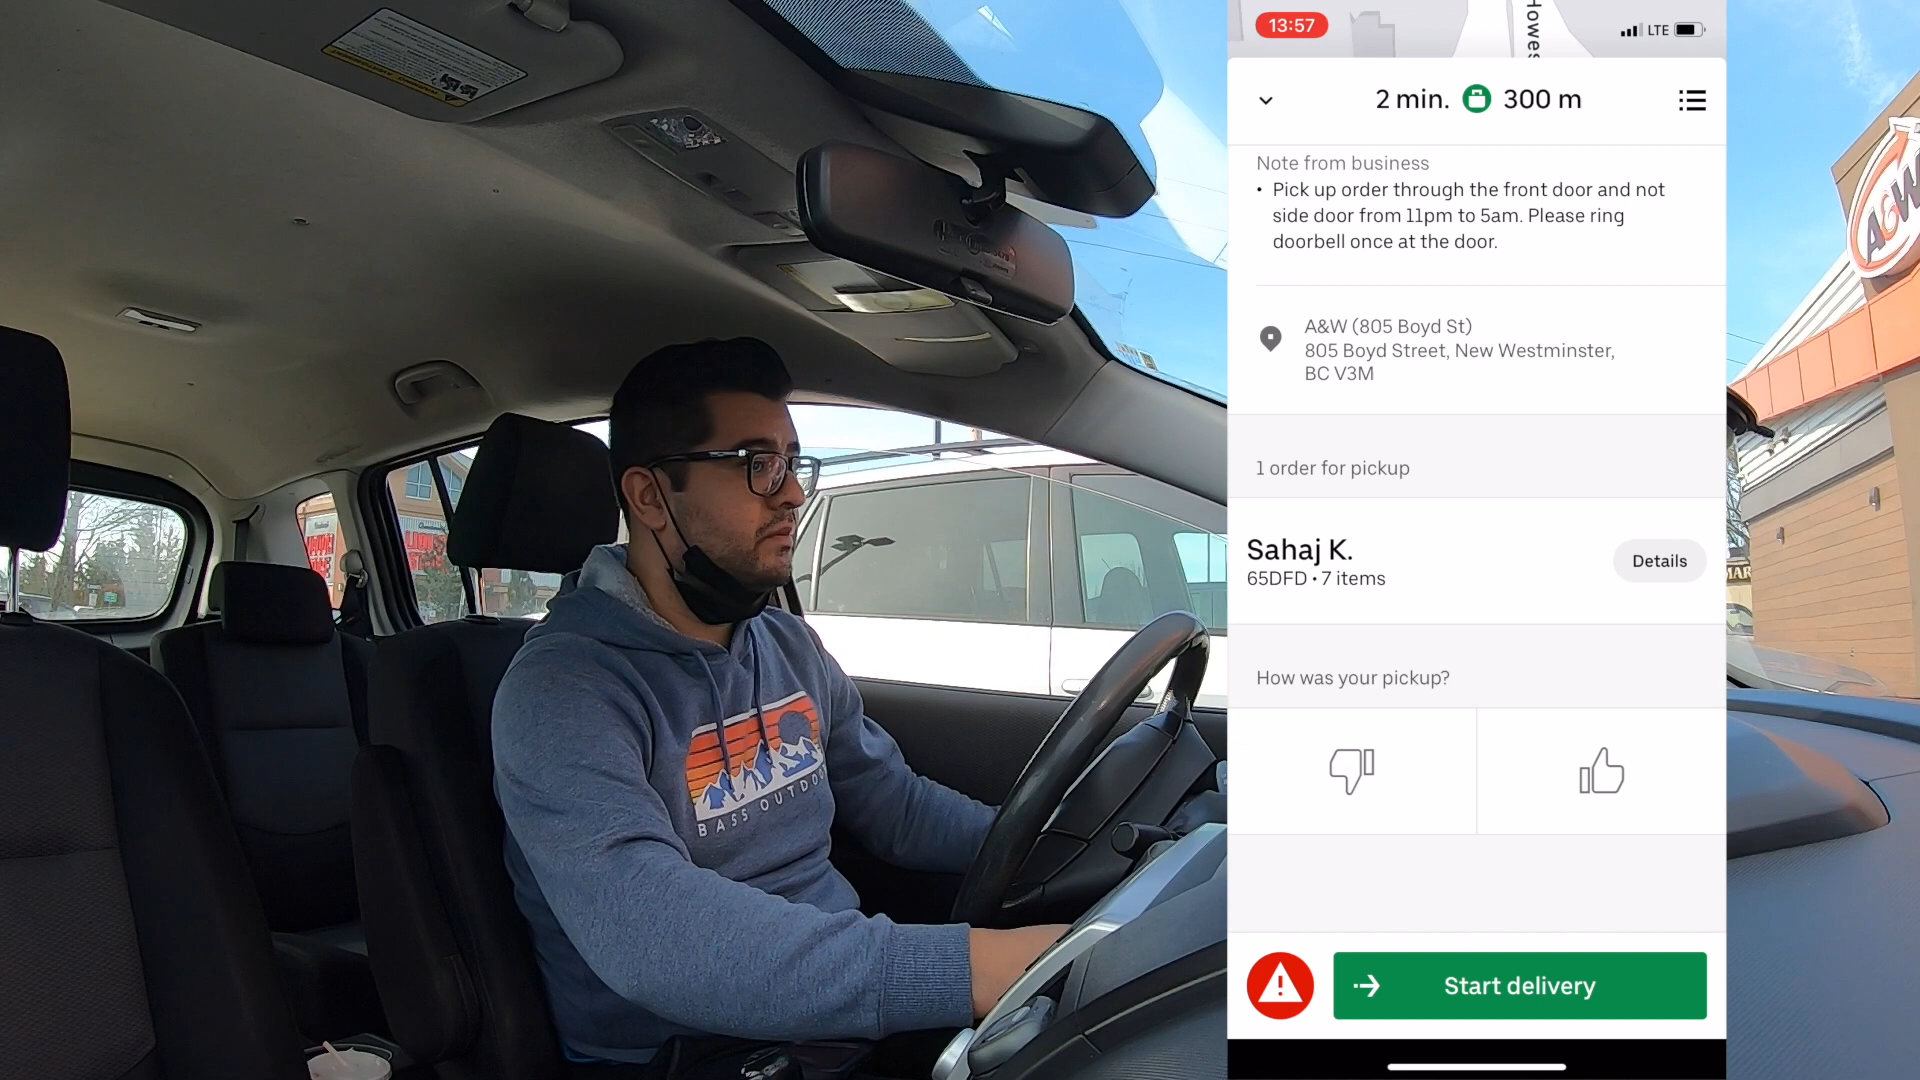 13:57
LTE
Howes
2 min. 300 m
Note from business
• Pick up order through the front door and not
side door from 11pm to 5am. Please ring
doorbell once at the door.
A&W (805 Boyd St)
805 Boyd Street, New Westminster,
BC V3M
1 order for pickup
Sahaj K.
65DFD • 7 items
Details
How was your pickup?
Start delivery
A&W
BASS OUTDOO